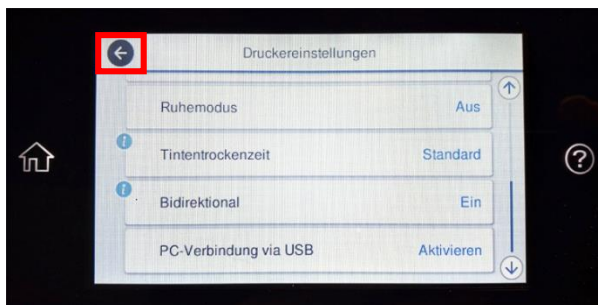 Druckereinstellungen
Ruhemodus Aus
i
Tintentrockenzeit Standard
i
Bidirektional Ein
PC-Verbindung via USB Aktivieren
?